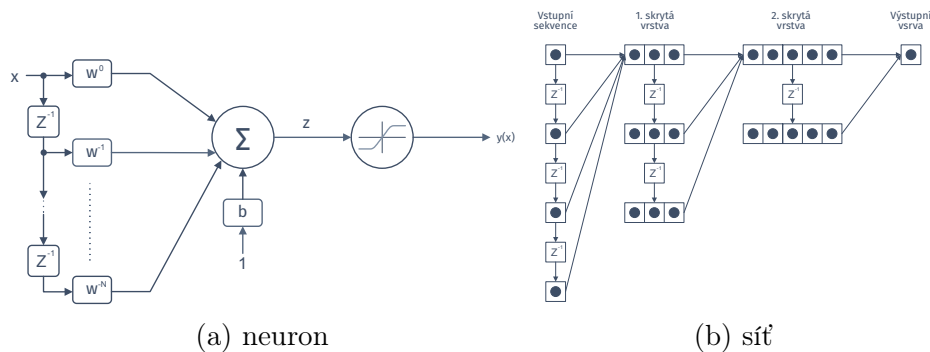 Vstupní sekvence
1. skrytá vrstva
2. skrytá vrstva
Výstupní vsrva
x
W⁰
Z⁻¹
W⁻¹
Σ
z
y(x)
b
1
Z⁻¹
W⁻ᴺ
Z⁻¹
Z⁻¹
Z⁻¹
Z⁻¹
Z⁻¹
Z⁻¹
(a) neuron
(b) síť